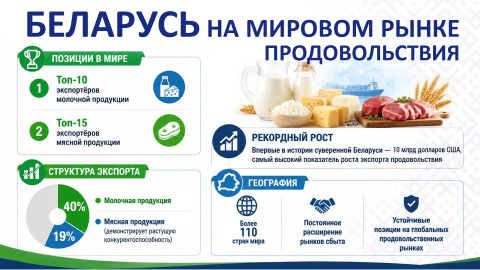 БЕЛАРУСЬ НА МИРОВОМ РЫНКЕ
ПРОДОВОЛЬСТВИЯ
ПОЗИЦИИ В МИРЕ
1
Топ-10
экспортёров
молочной продукции
2
Топ-15
экспортёров
мясной продукции
РЕКОРДНЫЙ РОСТ
Впервые в истории суверенной Беларуси — 10 млрд долларов США,
самый высокий показатель роста экспорта продовольствия
СТРУКТУРА ЭКСПОРТА
40%
19%
Молочная продукция
Мясная продукция
(демонстрирует растущую
конкурентоспособность)
ГЕОГРАФИЯ
Более
110
стран мира
Постоянное
расширение
рынков сбыта
Устойчивые
позиции на глобальных
продовольственных
рынках